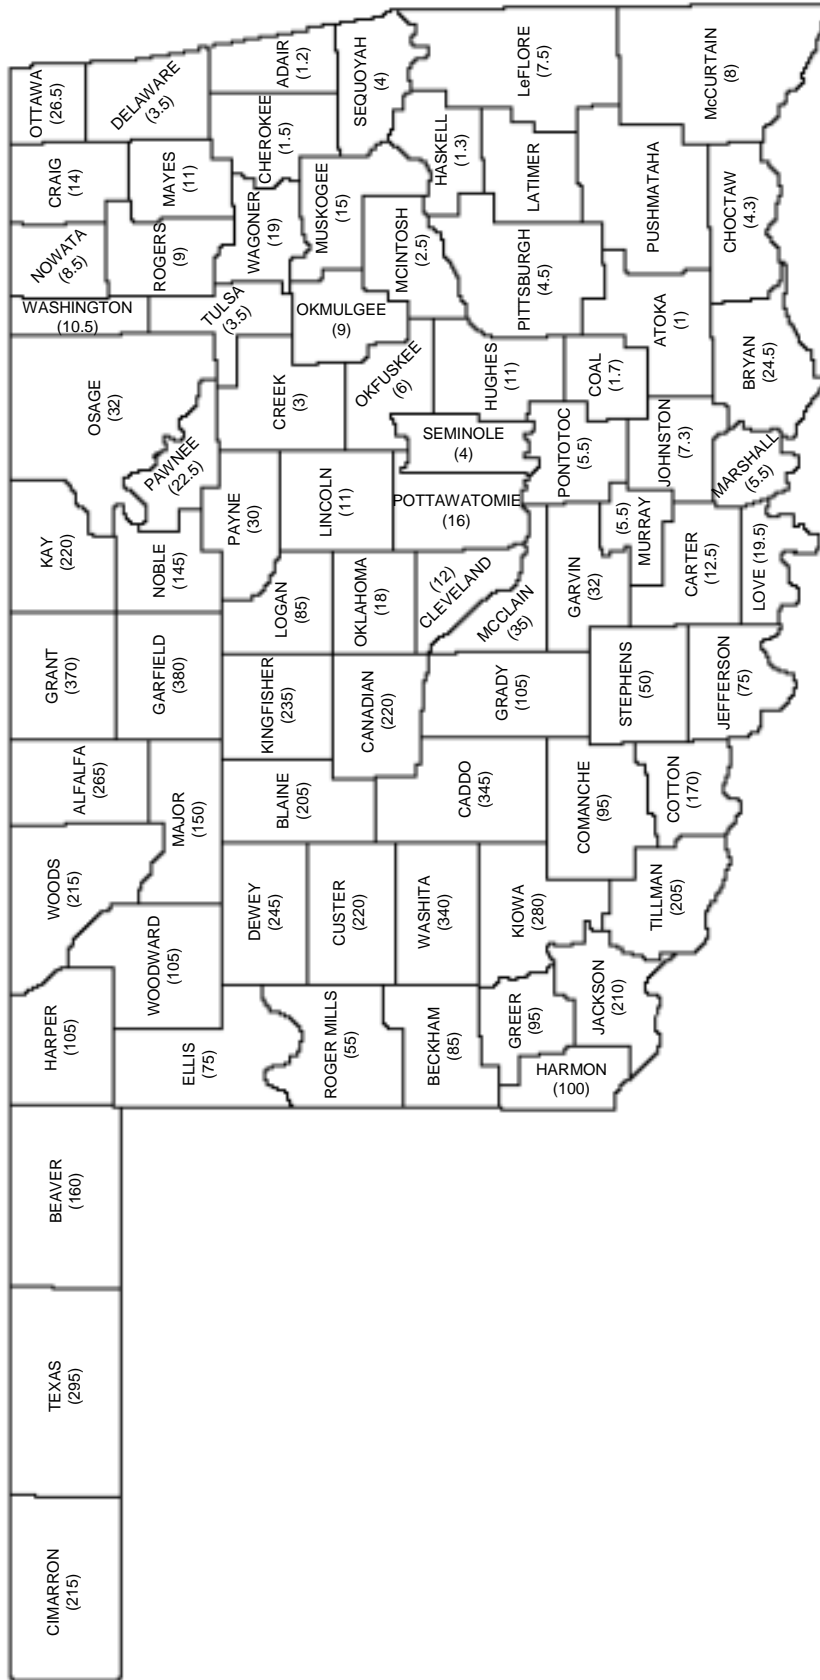 CIMARRON
(215)
TEXAS
(295)
BEAVER
(160)
HARPER
(105)
WOODS
(215)
ALFALFA
(265)
GRANT
(370)
KAY
(220)
OSAGE
(32)
WASHINGTON
(10.5)
NOWATA
(8.5)
CRAIG
(14)
OTTAWA
(26.5)
ELLIS
(75)
WOODWARD
(105)
MAJOR
(150)
GARFIELD
(380)
NOBLE
(145)
PAWNEE
(22.5)
TULSA
(3.5)
ROGERS
(9)
MAYES
(11)
DELAWARE
(3.5)
ROGER MILLS
(55)
DEWEY
(245)
BLAINE
(205)
KINGFISHER
(235)
LOGAN
(85)
PAYNE
(30)
CREEK
(3)
OKMULGEE
(9)
WAGONER
(19)
CHEROKEE
(1.5)
ADAIR
(1.2)
BECKHAM
(85)
CUSTER
(220)
WASHITA
(340)
CADDO
(345)
CANADIAN
(220)
OKLAHOMA
(18)
LINCOLN
(11)
OKFUSKEE
(6)
MUSKOGEE
(15)
SEQUOYAH
(4)
GREER
(95)
KIOWA
(280)
GRADY
(105)
(12)
CLEVELAND
MCCLAIN
(35)
POTTAWATOMIE
(16)
SEMINOLE
(4)
HUGHES
(11)
MCINTOSH
(2.5)
HASKELL
(1.3)
HARMON
(100)
JACKSON
(210)
COMANCHE
(95)
STEPHENS
(50)
GARVIN
(32)
PONTOTOC
(5.5)
COAL
(1.7)
PITTSBURGH
(4.5)
LATIMER
LeFLORE
(7.5)
TILLMAN
(205)
COTTON
(170)
JEFFERSON
(75)
CARTER
(12.5)
(5.5)
MURRAY
JOHNSTON
(7.3)
ATOKA
(1)
PUSHMATAHA
LOVE (19.5)
MARSHALL
(5.5)
BRYAN
(24.5)
CHOCTAW
(4.3)
McCURTAIN
(8)